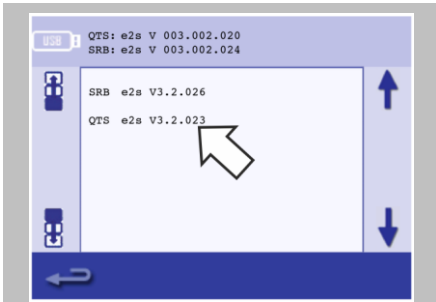 USB
QTS: e2s V 003.002.020
SRB: e2s V 003.002.024
SRB e2s V3.2.026
QTS e2s V3.2.023